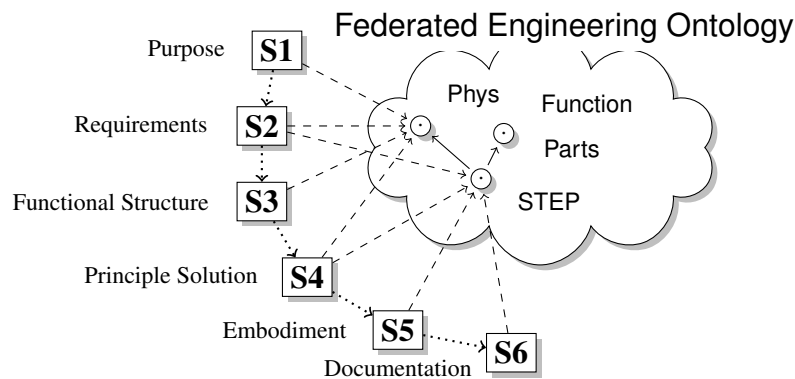 Federated Engineering Ontology
Purpose S1
Phys
Function
Requirements S2
Parts
Functional Structure S3
STEP
Principle Solution S4
Embodiment S5
Documentation S6